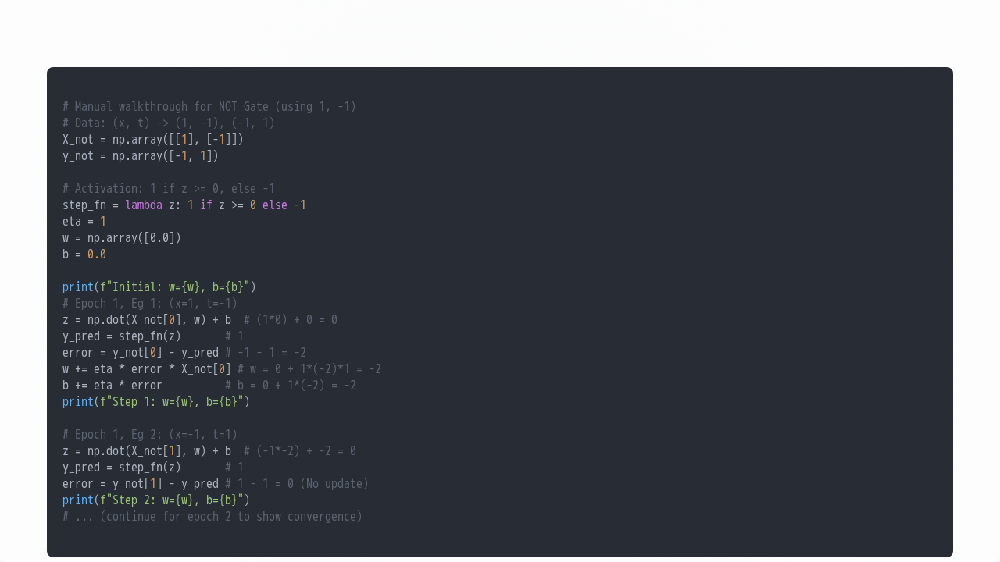 # Manual walkthrough for NOT Gate (using 1, -1)
# Data: (x, t) -> (1, -1), (-1, 1)
X_not = np.array([[1], [-1]])
y_not = np.array([-1, 1])
# Activation: 1 if z >= 0, else -1
step_fn = lambda z: 1 if z >= 0 else -1
eta = 1
w = np.array([0.0])
b = 0.0
print(f"Initial: w={w}, b={b}")
# Epoch 1, Eg 1: (x=1, t=-1)
z = np.dot(X_not[0], w) + b  # (1*0) + 0 = 0
y_pred = step_fn(z)       # 1
error = y_not[0] - y_pred # -1 - 1 = -2
w += eta * error * X_not[0] # w = 0 + 1*(-2)*1 = -2
b += eta * error          # b = 0 + 1*(-2) = -2
print(f"Step 1: w={w}, b={b}")
# Epoch 1, Eg 2: (x=-1, t=1)
z = np.dot(X_not[1], w) + b  # (-1*-2) + -2 = 0
y_pred = step_fn(z)       # 1
error = y_not[1] - y_pred # 1 - 1 = 0 (No update)
print(f"Step 2: w={w}, b={b}")
# ... (continue for epoch 2 to show convergence)